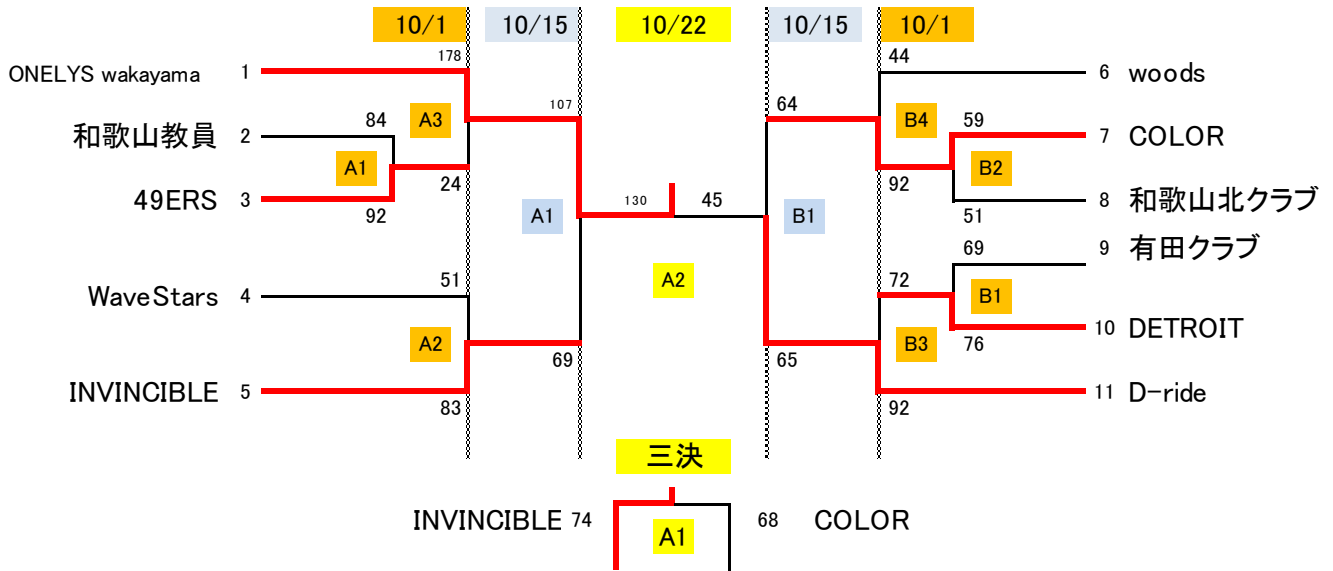 10/1 10/15 10/22 10/15 10/1
178 44
ONELYS wakayama 1 6 woods
107 64
84 A3 B4 59
和歌山教員 2 7 COLOR
A1 B2
24 92
49ERS 3 8 和歌山北クラブ
92 130 45 51
A1 B1
69 9 有田クラブ
51 A2 72
WaveStars 4 B1
10 DETROIT
A2 B3 76
69 65
INVINCIBLE 5 11 D-ride
83 92
三決
INVINCIBLE 74 68 COLOR
A1